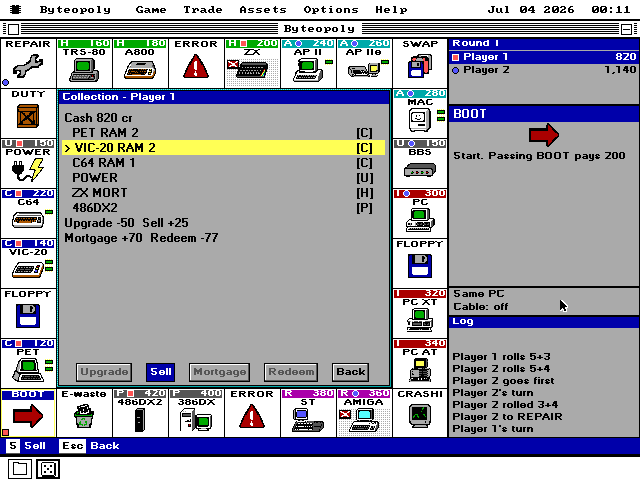 Byteopoly Game Trade Assets Options Help Jul 04 2026 00:11
Byteopoly
REPAIR
H 160
TRS-80
H 180
A800
ERROR
H 200
ZX
A 240
AP II
A 260
AP IIe
SWAP
DUTY
U 150
POWER
C 220
C64
C 140
VIC-20
FLOPPY
C 120
PET
Collection - Player 1
Cash 820 cr
PET RAM 2 [C]
> VIC-20 RAM 2 [C]
C64 RAM 1 [C]
POWER [U]
ZX MORT [H]
486DX2 [P]
Upgrade -50 Sell +25
Mortgage +70 Redeem -77
Upgrade Sell Mortgage Redeem Back
A 280
MAC
U 150
BBS
I 300
PC
FLOPPY
I 320
PC XT
I 340
PC AT
BOOT
E-waste
P 420
486DX2
P 400
386DX
ERROR
R 380
ST
R 360
AMIGA
CRASH!
Round 1
Player 1 820
Player 2 1,140
BOOT
Start. Passing BOOT pays 200
Same PC
Cable: off
Log
Player 1 rolls 5+3
Player 2 rolls 5+4
Player 2 goes first
Player 2's turn
Player 2 rolled 3+4
Player 2 to REPAIR
Player 1's turn
S Sell Esc Back